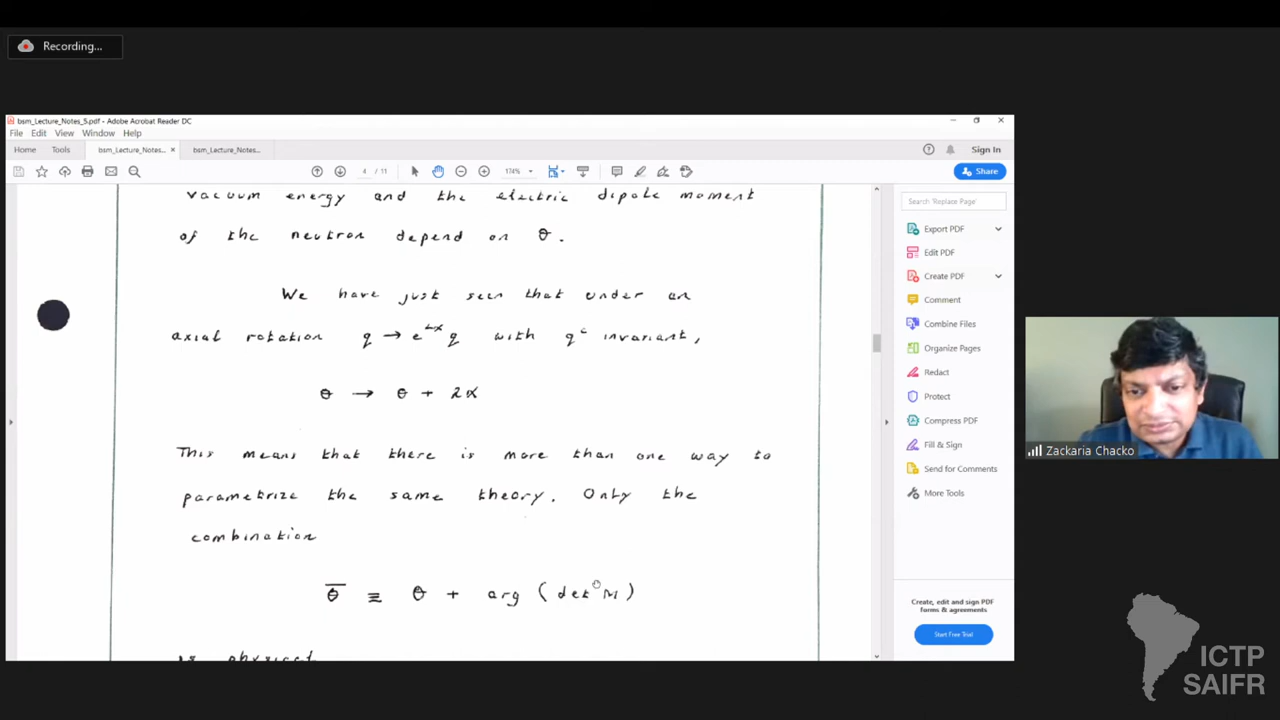 Recording...
bsm_Lecture_Notes_5.pdf - Adobe Acrobat Reader DC
File Edit View Window Help
Home Tools bsm_Lecture_Notes... × bsm_Lecture_Notes... Sign In
4 / 11 174% Share
vacuum energy and the electric dipole moment
of the neutron depend on θ.
We have just seen that under an
axial rotation q → e^{iα} q with q^c invariant,
θ → θ + 2α
This means that there is more than one way to
parametrize the same theory. Only the
combination
θ̄ ≡ θ + arg (det M)
is physical
Search 'Replace Page'
Export PDF
Edit PDF
Create PDF
Comment
Combine Files
Organize Pages
Redact
Protect
Compress PDF
Fill & Sign
Send for Comments
More Tools
Create, edit and sign PDF
forms & agreements
Start Free Trial
Zackaria Chacko
ICTP
SAIFR